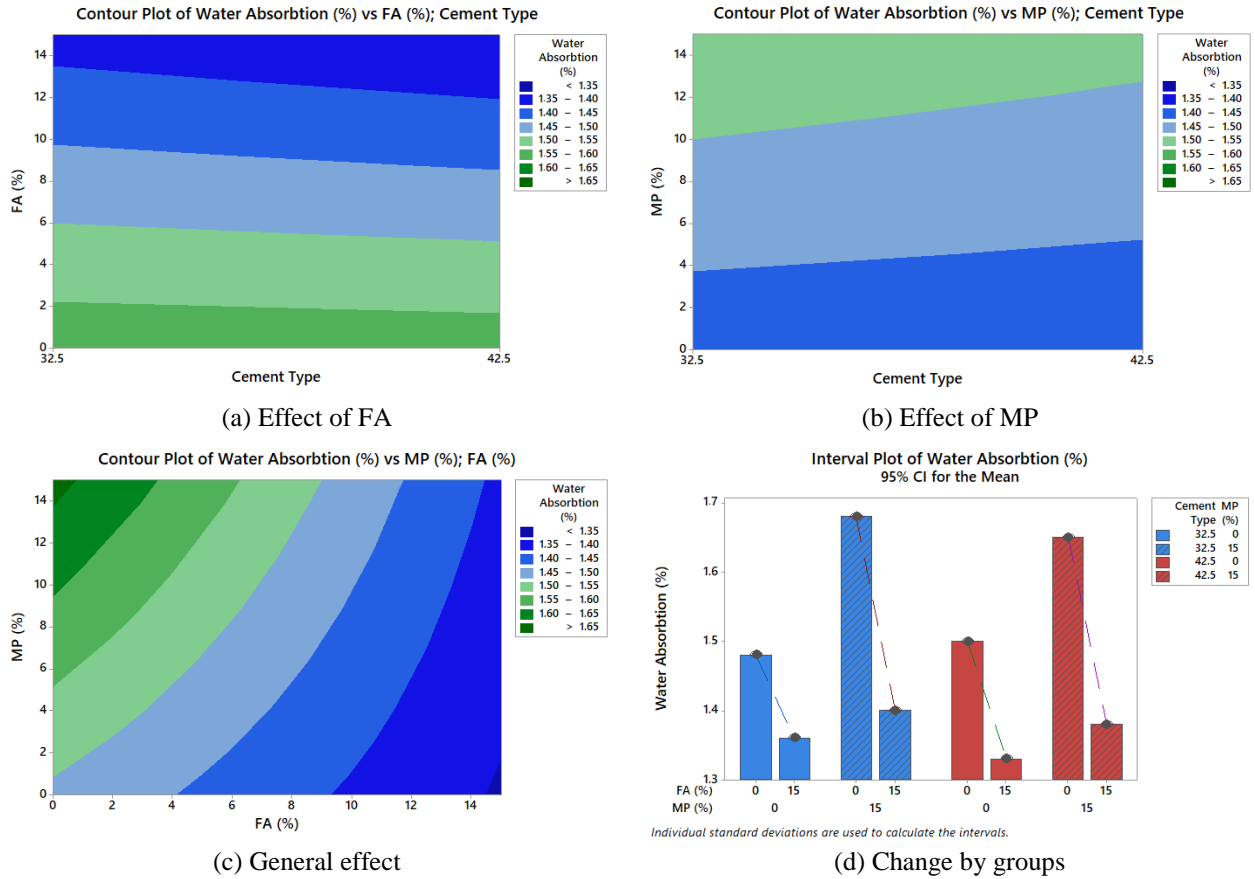 Contour Plot of Water Absorbtion (%) vs FA (%); Cement Type
FA (%)
14
12
10
8
6
4
2
0
32.5
42.5
Cement Type
Water
Absorbtion
(%)
< 1.35
1.35 – 1.40
1.40 – 1.45
1.45 – 1.50
1.50 – 1.55
1.55 – 1.60
1.60 – 1.65
> 1.65
(a) Effect of FA
Contour Plot of Water Absorbtion (%) vs MP (%); Cement Type
MP (%)
14
12
10
8
6
4
2
0
32.5
42.5
Cement Type
Water
Absorbtion
(%)
< 1.35
1.35 – 1.40
1.40 – 1.45
1.45 – 1.50
1.50 – 1.55
1.55 – 1.60
1.60 – 1.65
> 1.65
(b) Effect of MP
Contour Plot of Water Absorbtion (%) vs MP (%); FA (%)
MP (%)
14
12
10
8
6
4
2
0
0 2 4 6 8 10 12 14
FA (%)
Water
Absorbtion
(%)
< 1.35
1.35 – 1.40
1.40 – 1.45
1.45 – 1.50
1.50 – 1.55
1.55 – 1.60
1.60 – 1.65
> 1.65
(c) General effect
Interval Plot of Water Absorbtion (%)
95% CI for the Mean
Water Absorbtion (%)
1.7
1.6
1.5
1.4
1.3
FA (%) 0 15 0 15 0 15 0 15
MP (%) 0 15 0 15
Cement MP
Type (%)
32.5 0
32.5 15
42.5 0
42.5 15
Individual standard deviations are used to calculate the intervals.
(d) Change by groups